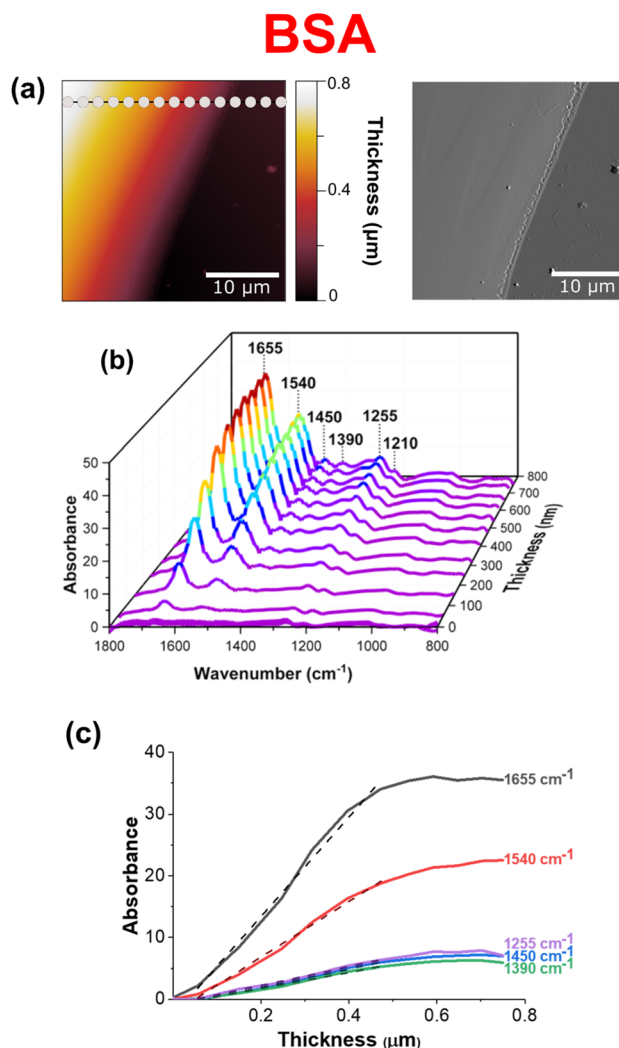 BSA
(a)
0.8
0.4
0
Thickness (μm)
10 μm
10 μm
(b)
1655
1540
1450
1390
1255
1210
50
40
30
20
10
0
Absorbance
1800 1600 1400 1200 1000 800
Wavenumber (cm⁻¹)
800
700
600
500
400
300
200
100
0
Thickness (nm)
(c)
40
30
20
10
0
Absorbance
1655 cm⁻¹
1540 cm⁻¹
1255 cm⁻¹
1450 cm⁻¹
1390 cm⁻¹
0.2 0.4 0.6 0.8
Thickness (μm)